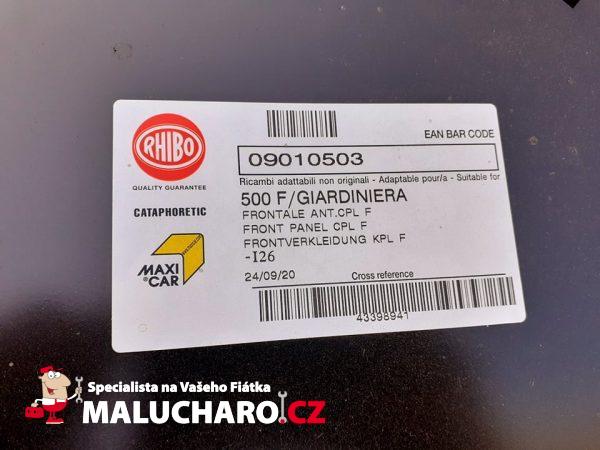 RHIBO
QUALITY GUARANTEE
CATAPHORETIC
MAXI
CAR
EAN BAR CODE
09010503
Ricambi adattabili non originali - Adaptable pour/a - Suitable for
500 F/GIARDINIERA
FRONTALE ANT.CPL F
FRONT PANEL CPL F
FRONTVERKLEIDUNG KPL F
-I26
24/09/20 Cross reference
43398941
Specialista na Vašeho Fiátka
MALUCHARO.CZ